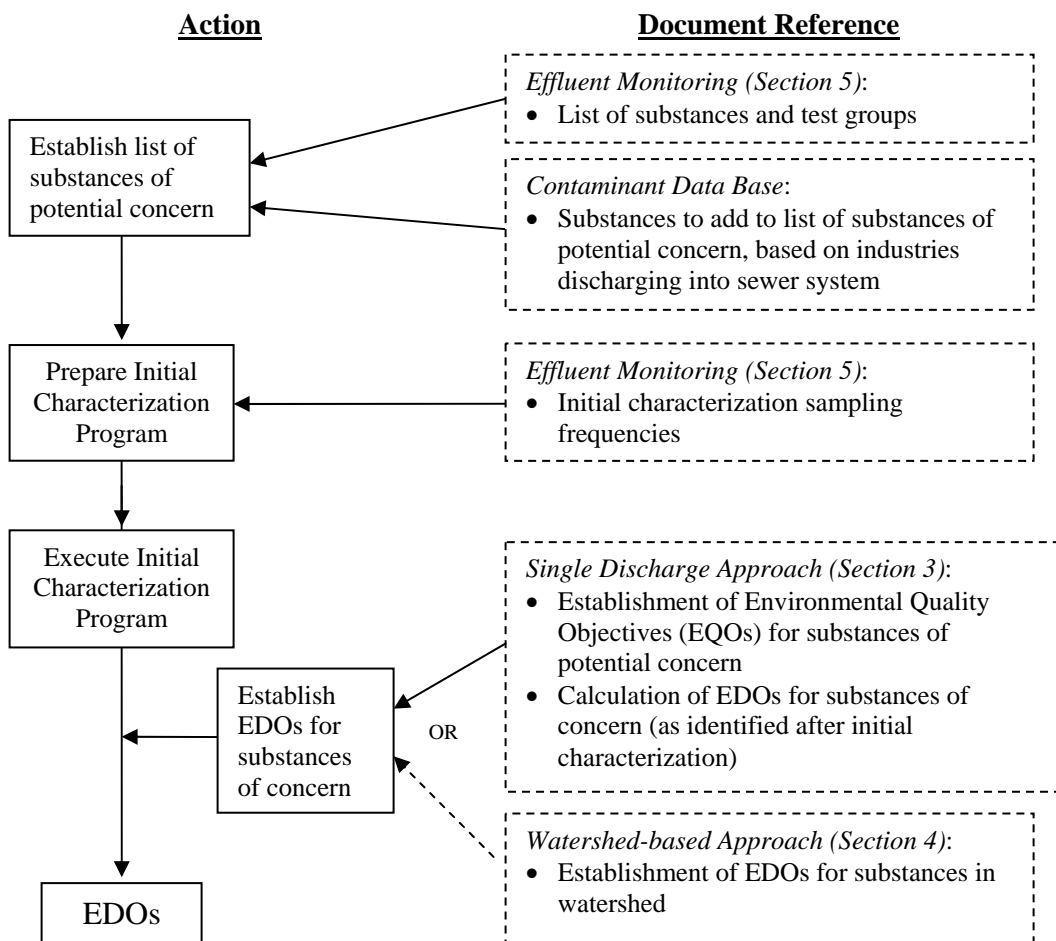 Action
Document Reference
Effluent Monitoring (Section 5):
• List of substances and test groups
Establish list of
substances of
potential concern
Contaminant Data Base:
• Substances to add to list of substances of
potential concern, based on industries
discharging into sewer system
Prepare Initial
Characterization
Program
Effluent Monitoring (Section 5):
• Initial characterization sampling
frequencies
Execute Initial
Characterization
Program
Single Discharge Approach (Section 3):
• Establishment of Environmental Quality
Objectives (EQOs) for substances of
potential concern
• Calculation of EDOs for substances of
concern (as identified after initial
characterization)
Establish
EDOs for
substances
of concern
OR
Watershed-based Approach (Section 4):
• Establishment of EDOs for substances in
watershed
EDOs